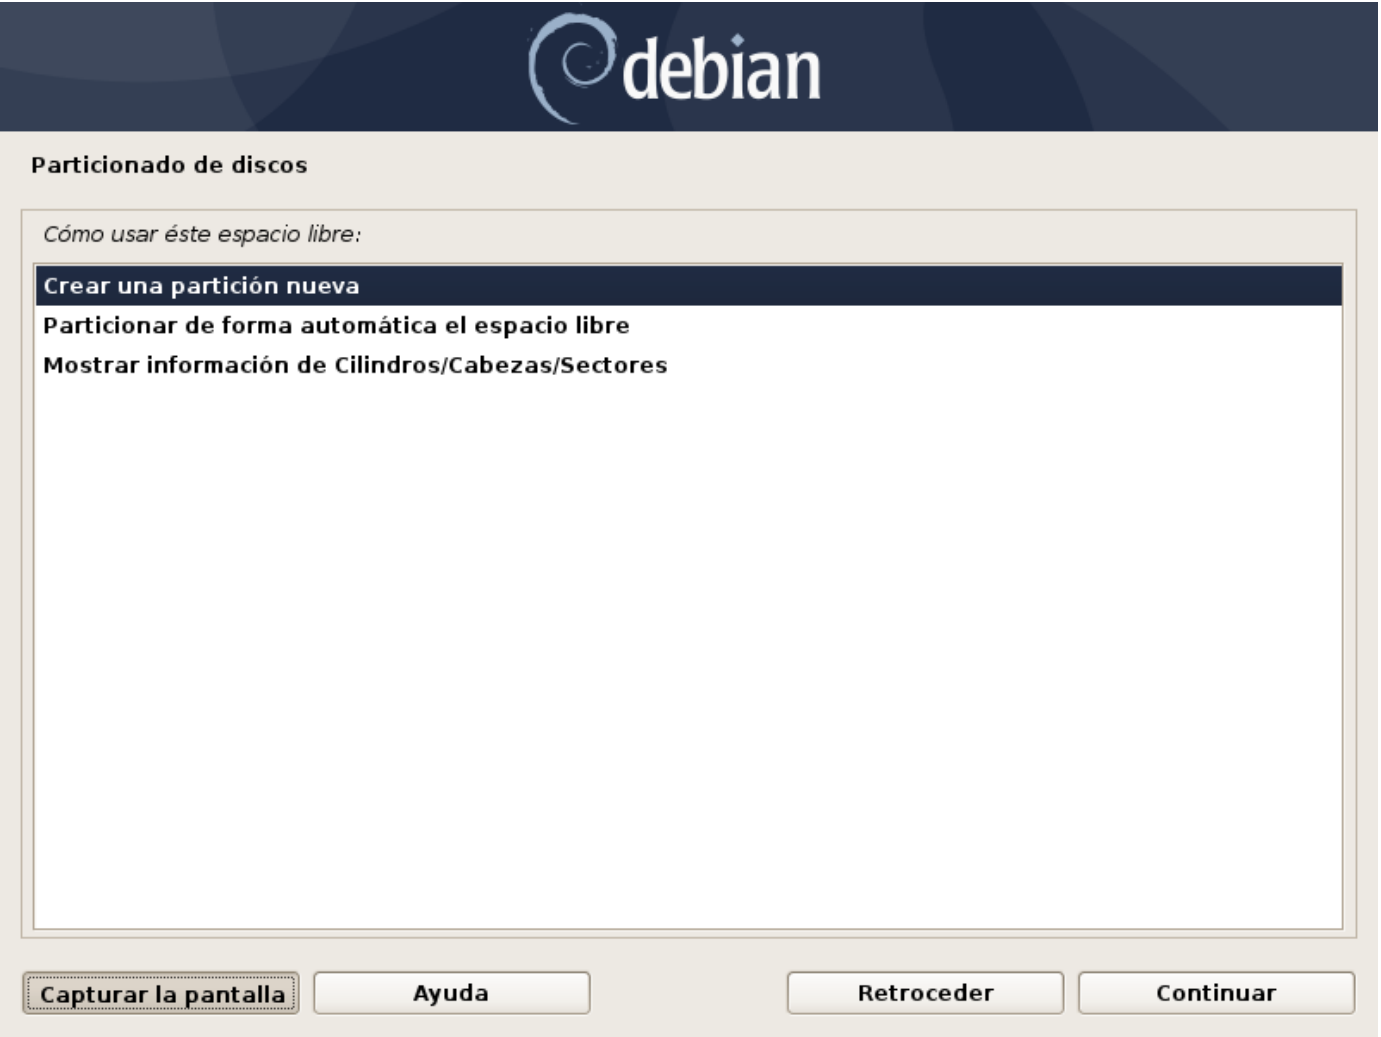 debian
Particionado de discos
Cómo usar éste espacio libre:
Crear una partición nueva
Particionar de forma automática el espacio libre
Mostrar información de Cilindros/Cabezas/Sectores
Capturar la pantalla
Ayuda
Retroceder
Continuar